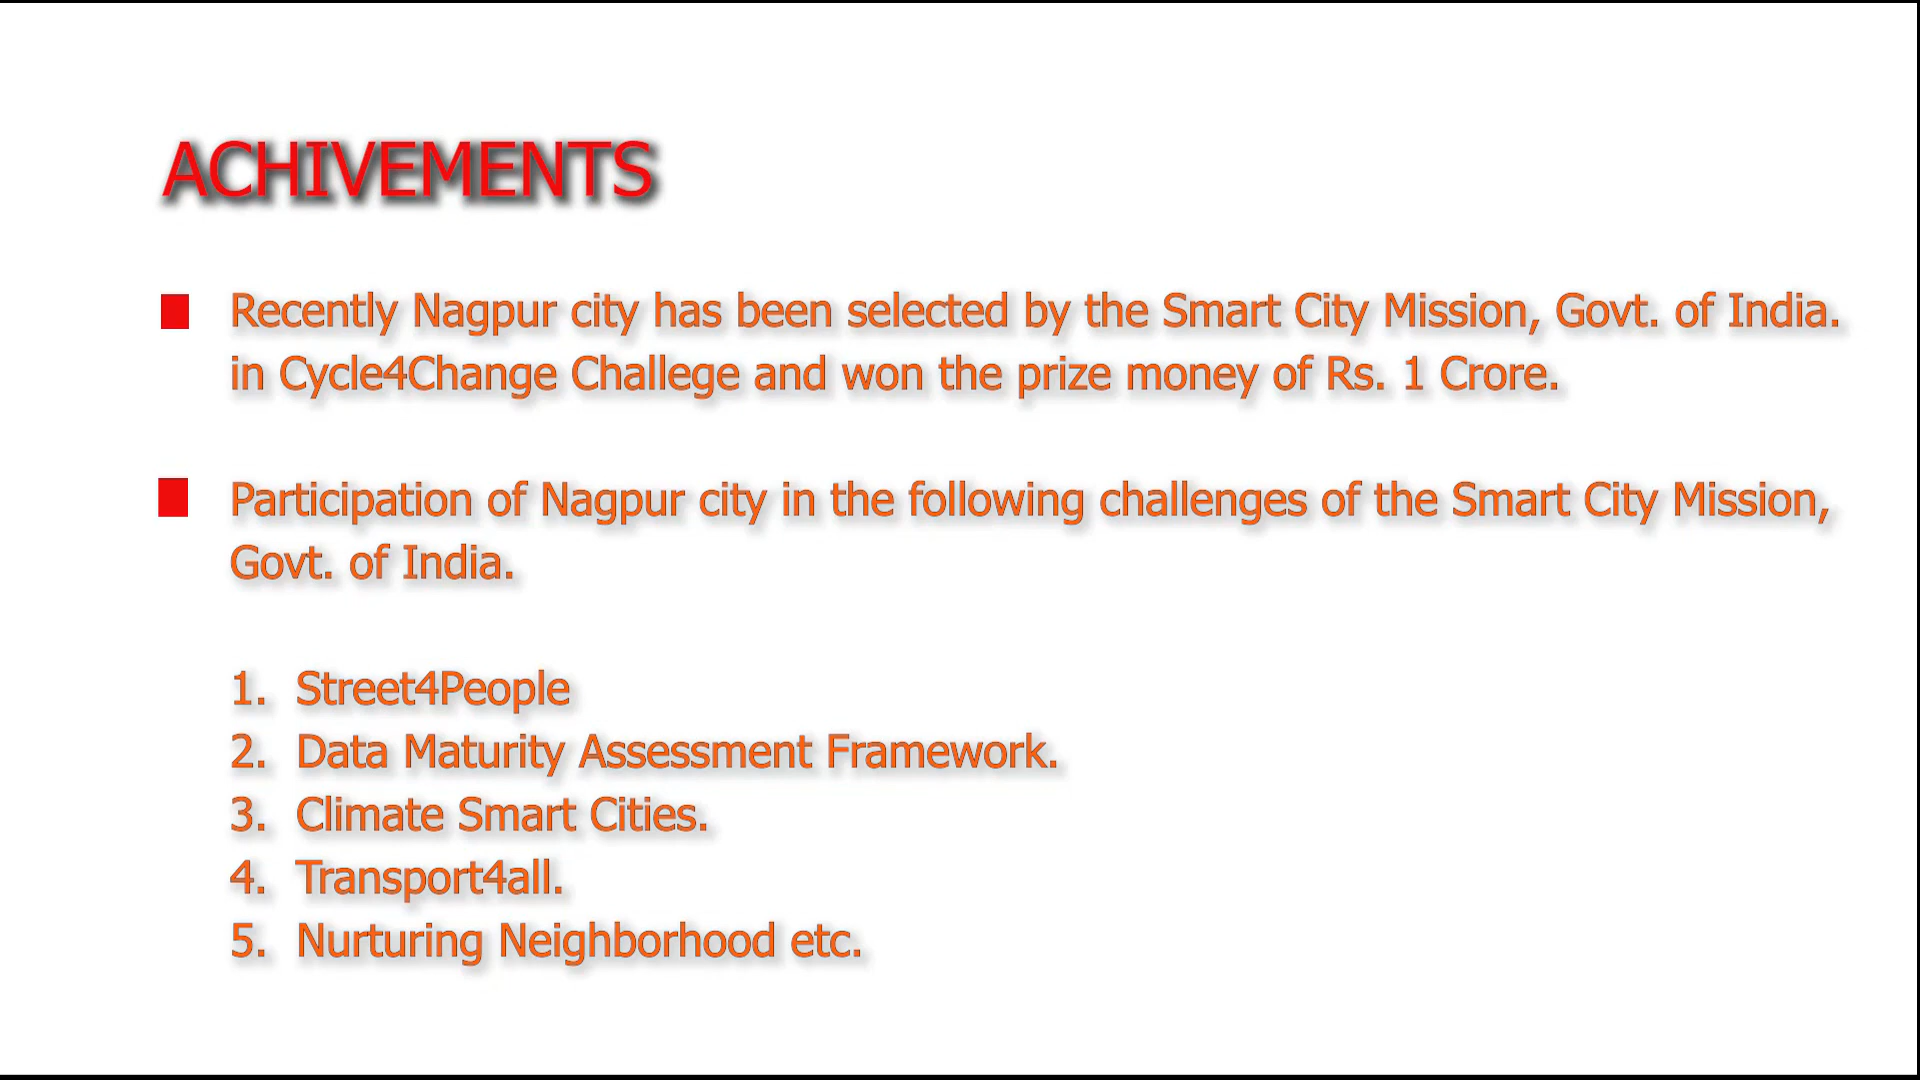 ACHIVEMENTS
Recently Nagpur city has been selected by the Smart City Mission, Govt. of India.
in Cycle4Change Challege and won the prize money of Rs. 1 Crore.
Participation of Nagpur city in the following challenges of the Smart City Mission,
Govt. of India.
1. Street4People
2. Data Maturity Assessment Framework.
3. Climate Smart Cities.
4. Transport4all.
5. Nurturing Neighborhood etc.